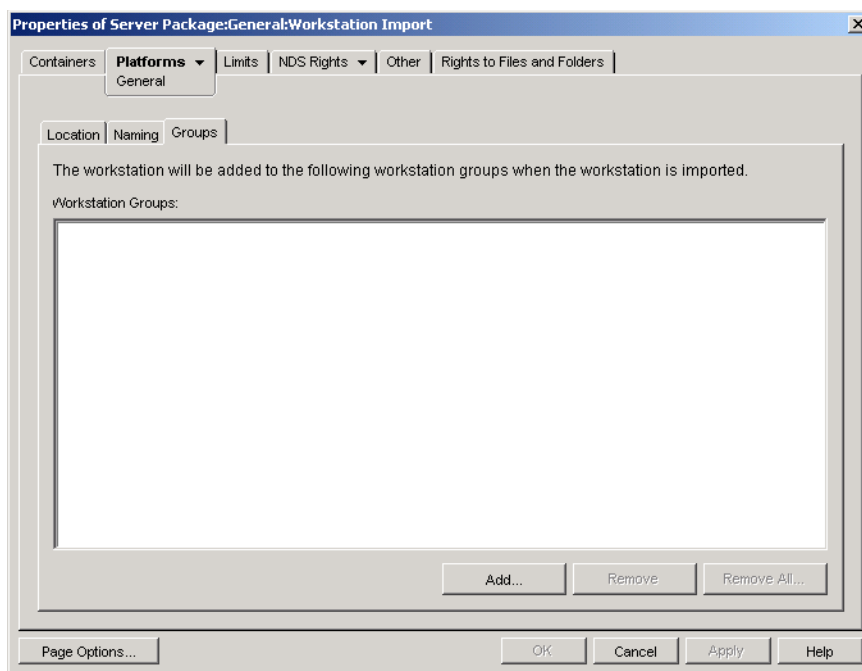 Properties of Server Package:General:Workstation Import
Containers Platforms Limits NDS Rights Other Rights to Files and Folders
General
Location Naming Groups
The workstation will be added to the following workstation groups when the workstation is imported.
Workstation Groups:
Add... Remove Remove All...
Page Options... OK Cancel Apply Help